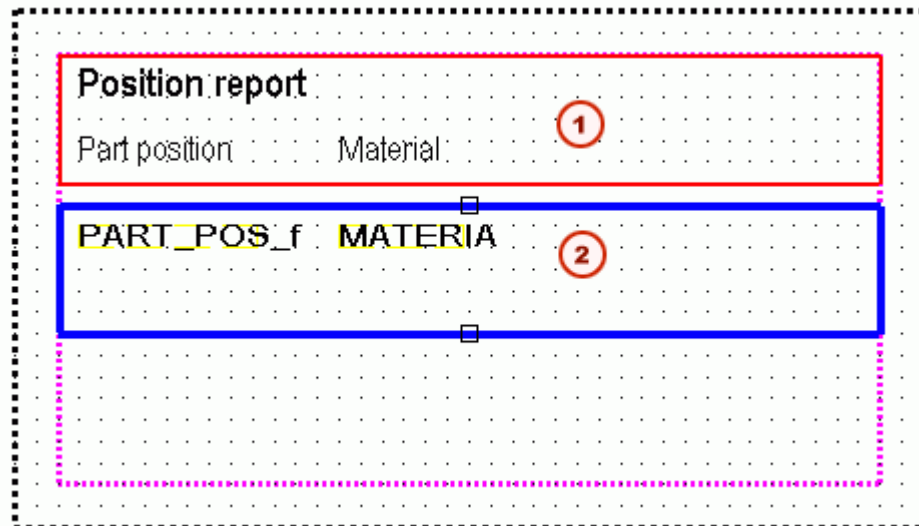 Position report
1
Part position Material
PART_POS_f MATERIA
2